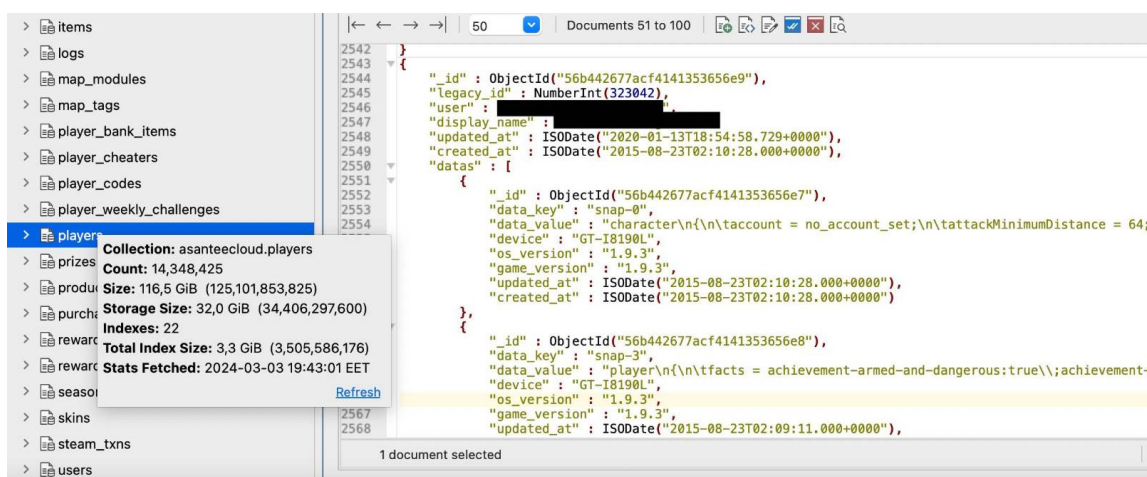 items
logs
map_modules
map_tags
player_bank_items
player_cheaters
player_codes
player_weekly_challenges
players
prizes
produ
purcha
reward
reward
season
skins
steam_txns
users
Collection: asanteecloud.players
Count: 14,348,425
Size: 116,5 GiB (125,101,853,825)
Storage Size: 32,0 GiB (34,406,297,600)
Indexes: 22
Total Index Size: 3,3 GiB (3,505,586,176)
Stats Fetched: 2024-03-03 19:43:01 EET
Refresh
50 Documents 51 to 100
2542 }
2543 {
2544 "_id" : ObjectId("56b442677acf4141353656e9"),
2545 "legacy_id" : NumberInt(323042),
2546 "user" : ",
2547 "display_name" :
2548 "updated_at" : ISODate("2020-01-13T18:54:58.729+0000"),
2549 "created_at" : ISODate("2015-08-23T02:10:28.000+0000"),
2550 "datas" : [
2551 {
2552 "_id" : ObjectId("56b442677acf4141353656e7"),
2553 "data_key" : "snap-0",
2554 "data_value" : "character\n{\n\taccount = no_account_set;\n\tattackMinimumDistance = 64;
"device" : "GT-I8190L",
"os_version" : "1.9.3",
"game_version" : "1.9.3",
"updated_at" : ISODate("2015-08-23T02:10:28.000+0000"),
"created_at" : ISODate("2015-08-23T02:10:28.000+0000")
},
{
"_id" : ObjectId("56b442677acf4141353656e8"),
"data_key" : "snap-3",
"data_value" : "player\n{\n\tfacts = achievement-armed-and-dangerous:true\\;achievement-
"device" : "GT-I8190L",
"os_version" : "1.9.3",
2567 "game_version" : "1.9.3",
2568 "updated_at" : ISODate("2015-08-23T02:09:11.000+0000"),
1 document selected